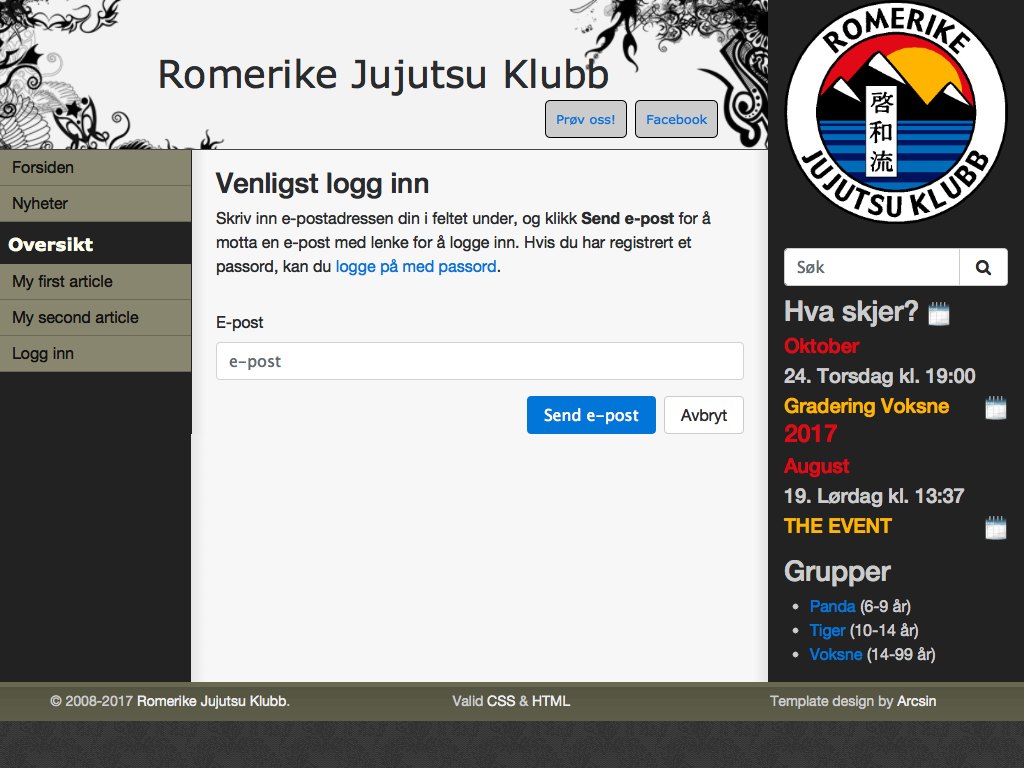 Romerike Jujutsu Klubb
Prøv oss!
Facebook
ROMERIKE
啓
和
流
JUJUTSU KLUBB
Forsiden
Nyheter
Oversikt
My first article
My second article
Logg inn
Venligst logg inn
Skriv inn e-postadressen din i feltet under, og klikk Send e-post for å
motta en e-post med lenke for å logge inn. Hvis du har registrert et
passord, kan du logge på med passord.
E-post
e-post
Send e-post
Avbryt
Søk
Hva skjer?
Oktober
24. Torsdag kl. 19:00
Gradering Voksne
2017
August
19. Lørdag kl. 13:37
THE EVENT
Grupper
Panda (6-9 år)
Tiger (10-14 år)
Voksne (14-99 år)
© 2008-2017 Romerike Jujutsu Klubb.
Valid CSS & HTML
Template design by Arcsin